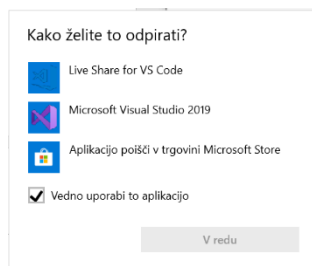 Kako želite to odpirati?
Live Share for VS Code
Microsoft Visual Studio 2019
Aplikacijo poišči v trgovini Microsoft Store
Vedno uporabi to aplikacijo
V redu